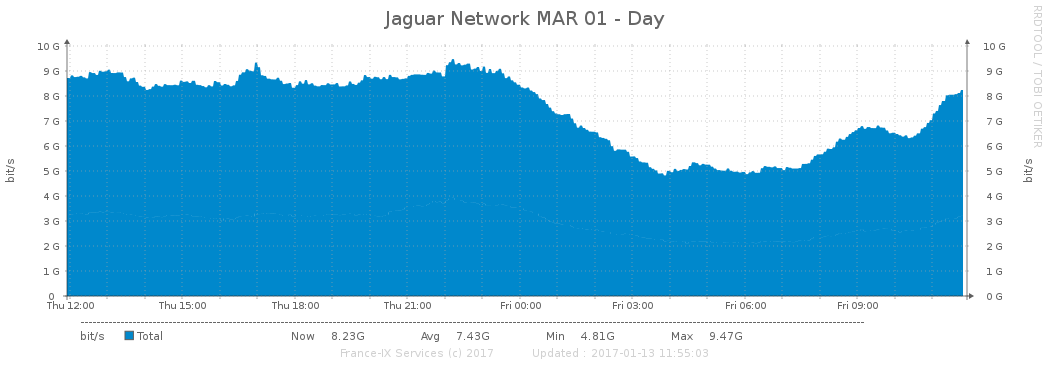 Jaguar Network MAR 01 - Day
RRDTOOL / TOBI OETIKER
10 G 10 G
9 G 9 G
8 G 8 G
7 G 7 G
6 G 6 G
5 G 5 G
4 G 4 G
3 G 3 G
2 G 2 G
1 G 1 G
0 0 G
bit/s
bit/s
Thu 12:00 Thu 15:00 Thu 18:00 Thu 21:00 Fri 00:00 Fri 03:00 Fri 06:00 Fri 09:00
bit/s Total Now 8.23G Avg 7.43G Min 4.81G Max 9.47G
France-IX Services (c) 2017 Updated : 2017-01-13 11:55:03